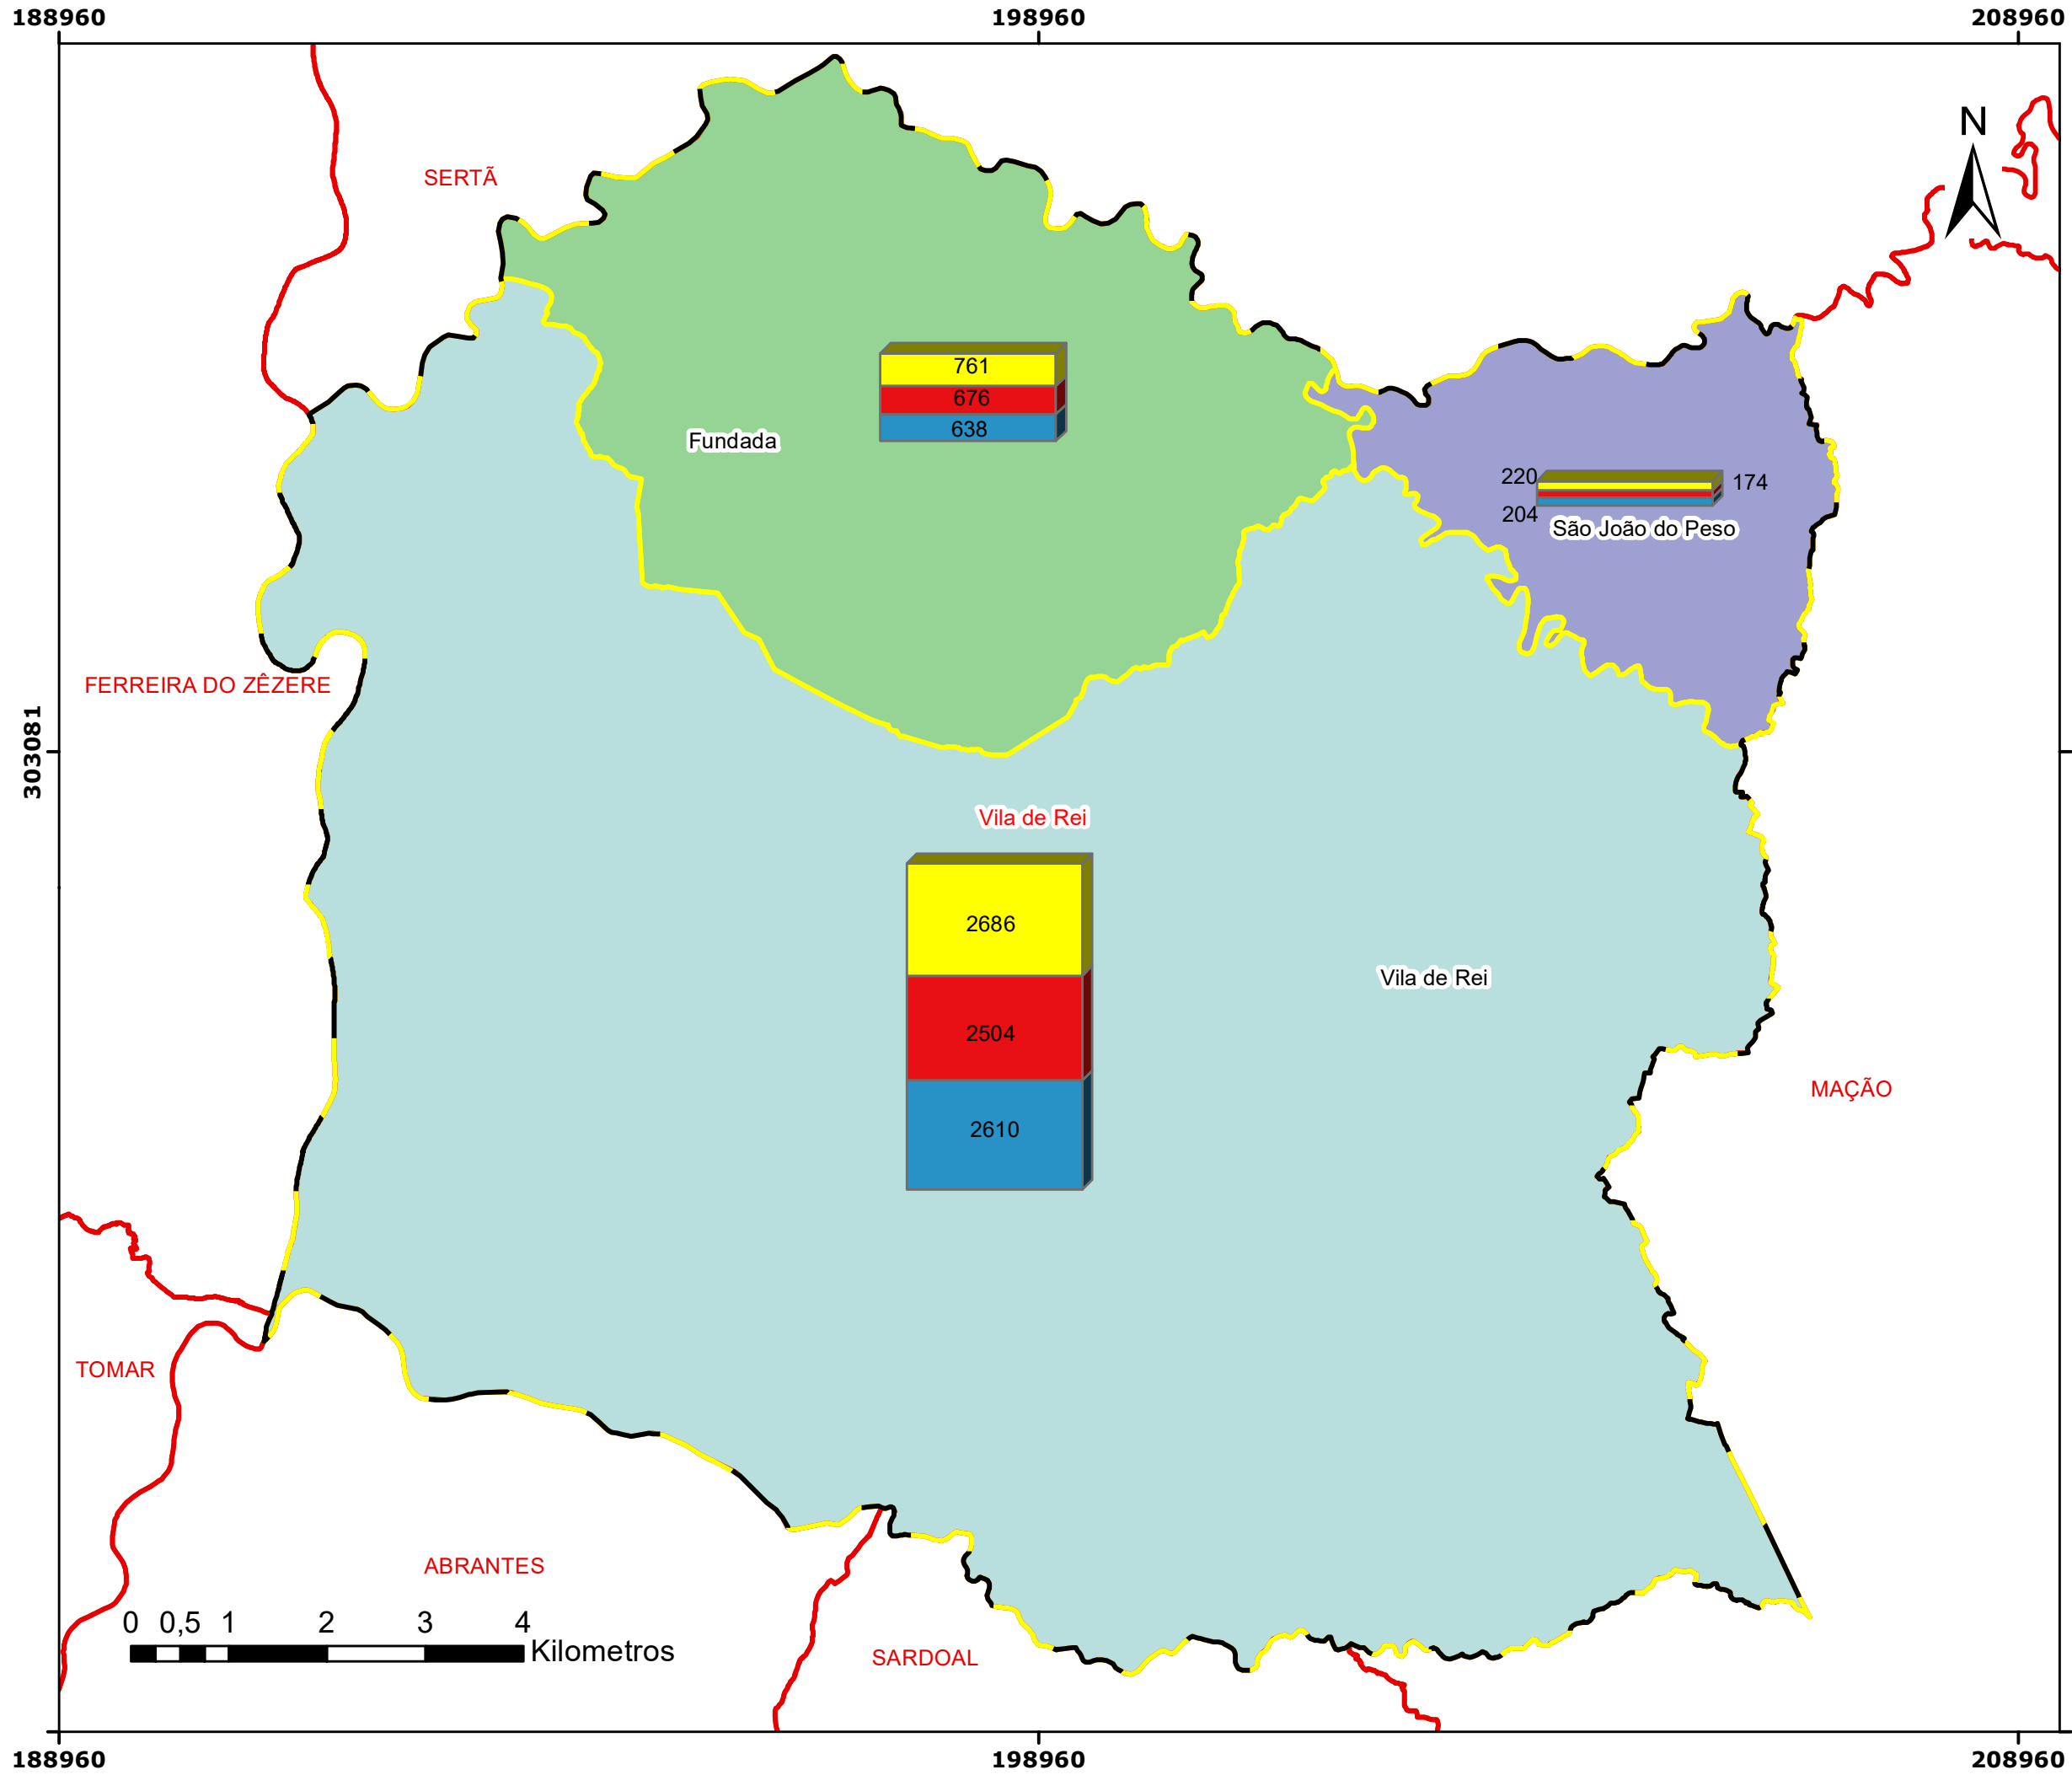 188960 198960 208960
N
SERTÃ
761
676
638
Fundada
220 174
204
São João do Peso
FERREIRA DO ZÊZERE
303081
Vila de Rei
2686
2504
2610
Vila de Rei
MAÇÃO
TOMAR
ABRANTES
0 0,5 1 2 3 4
Kilometros
SARDOAL
188960 198960 208960